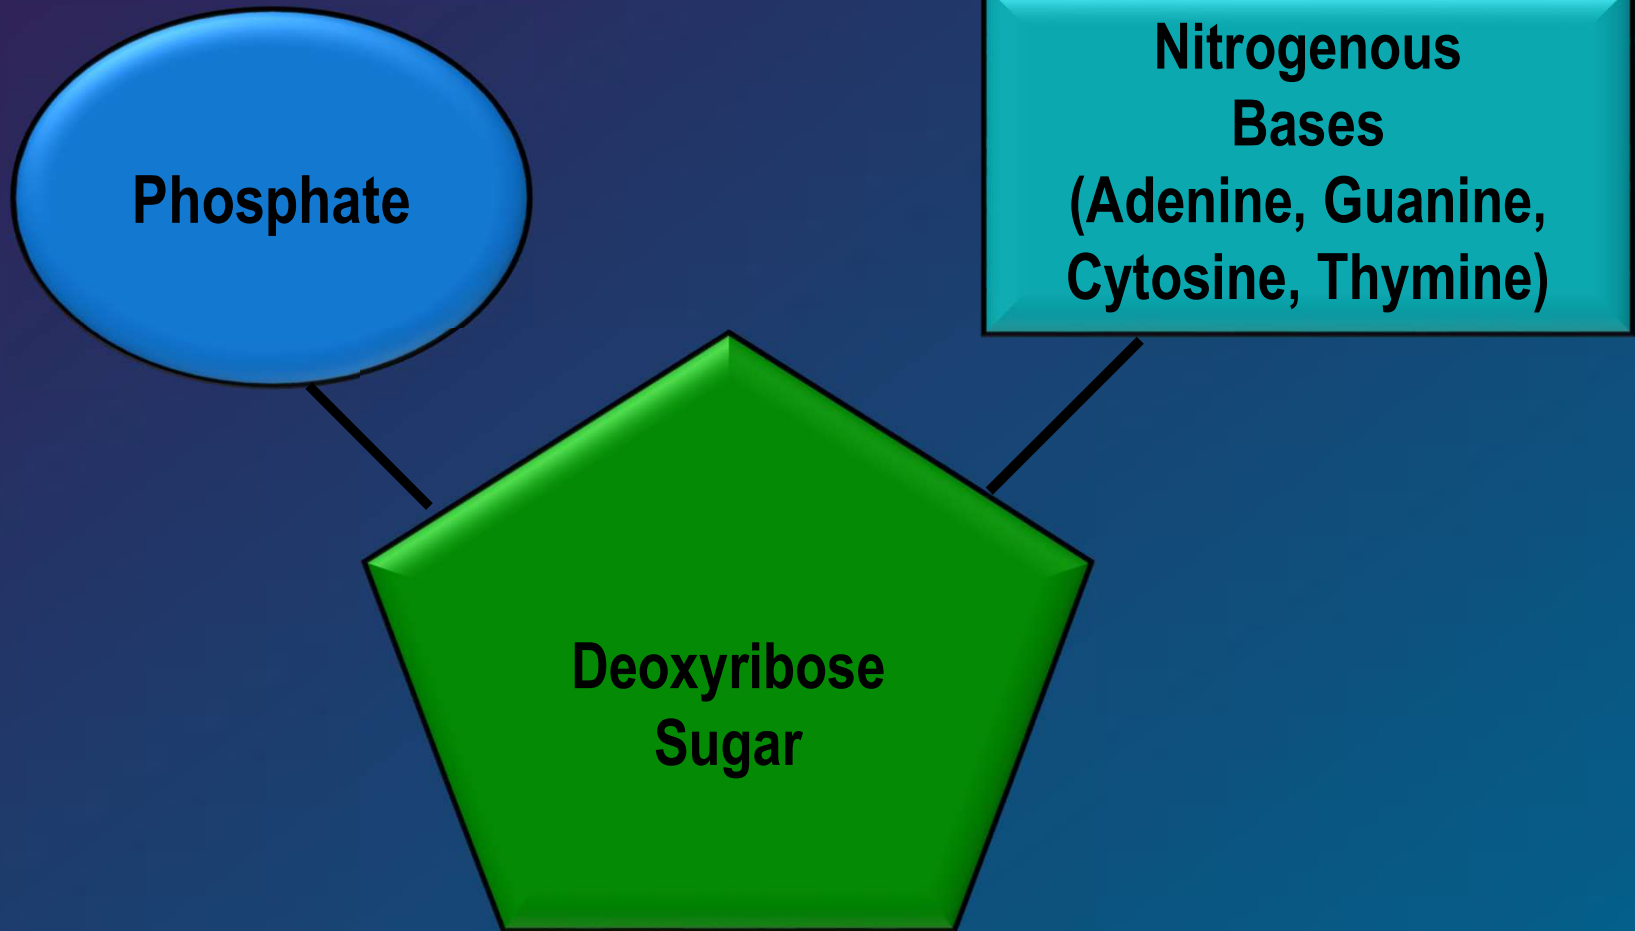 Phosphate
Nitrogenous
Bases
(Adenine, Guanine,
Cytosine, Thymine)
Deoxyribose
Sugar